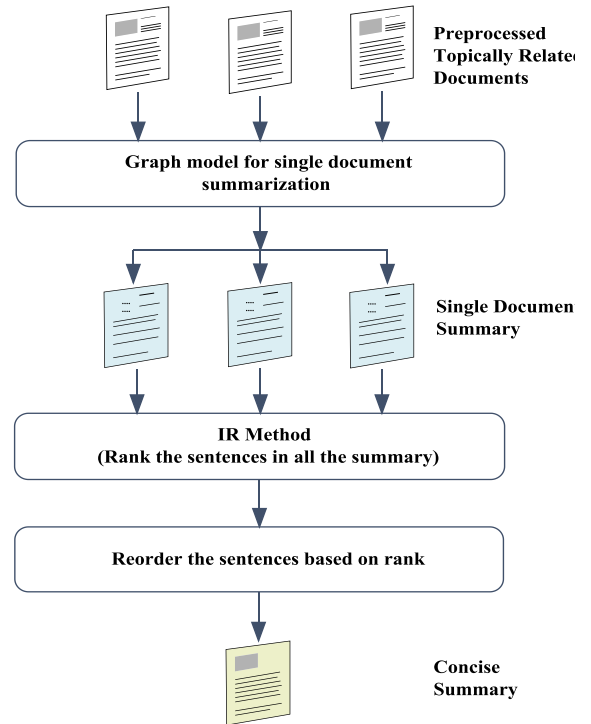 Preprocessed
Topically Relate
Documents
Graph model for single document
summarization
Single Documen
Summary
IR Method
(Rank the sentences in all the summary)
Reorder the sentences based on rank
Concise
Summary